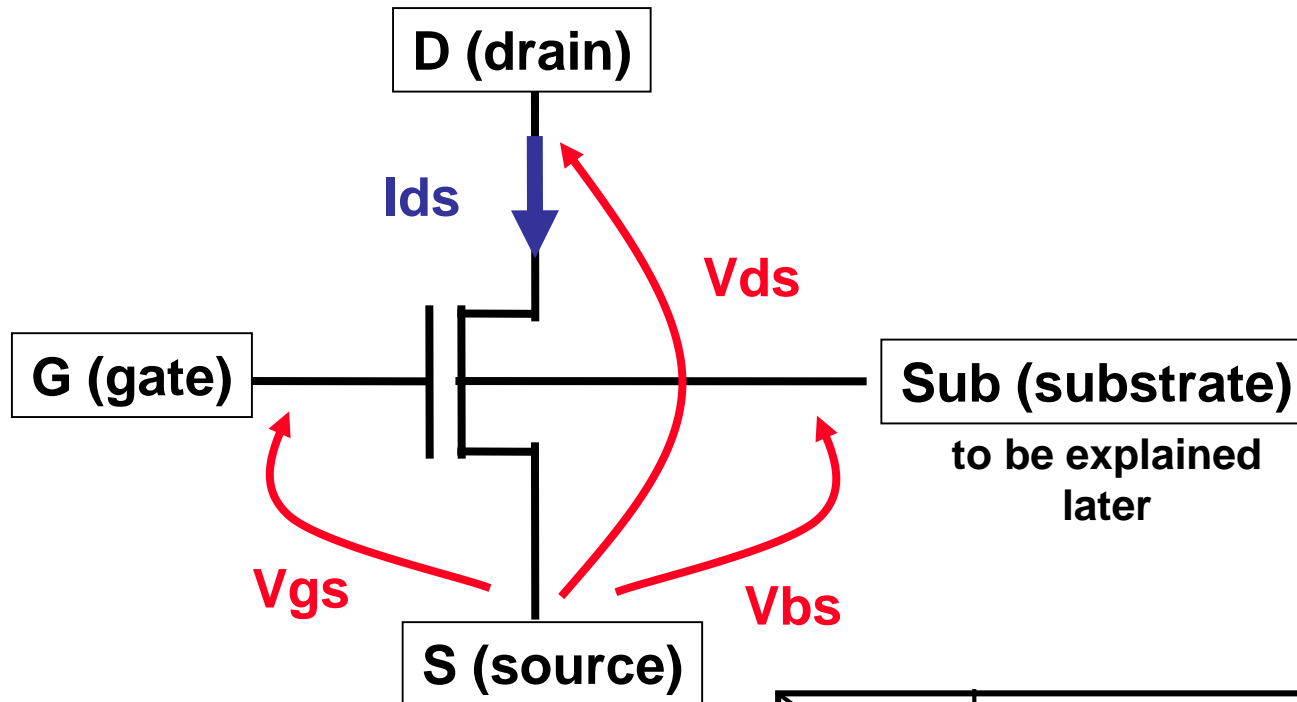 D (drain)
Ids
Vds
G (gate)
Sub (substrate)
to be explained
later
Vgs
Vbs
S (source)